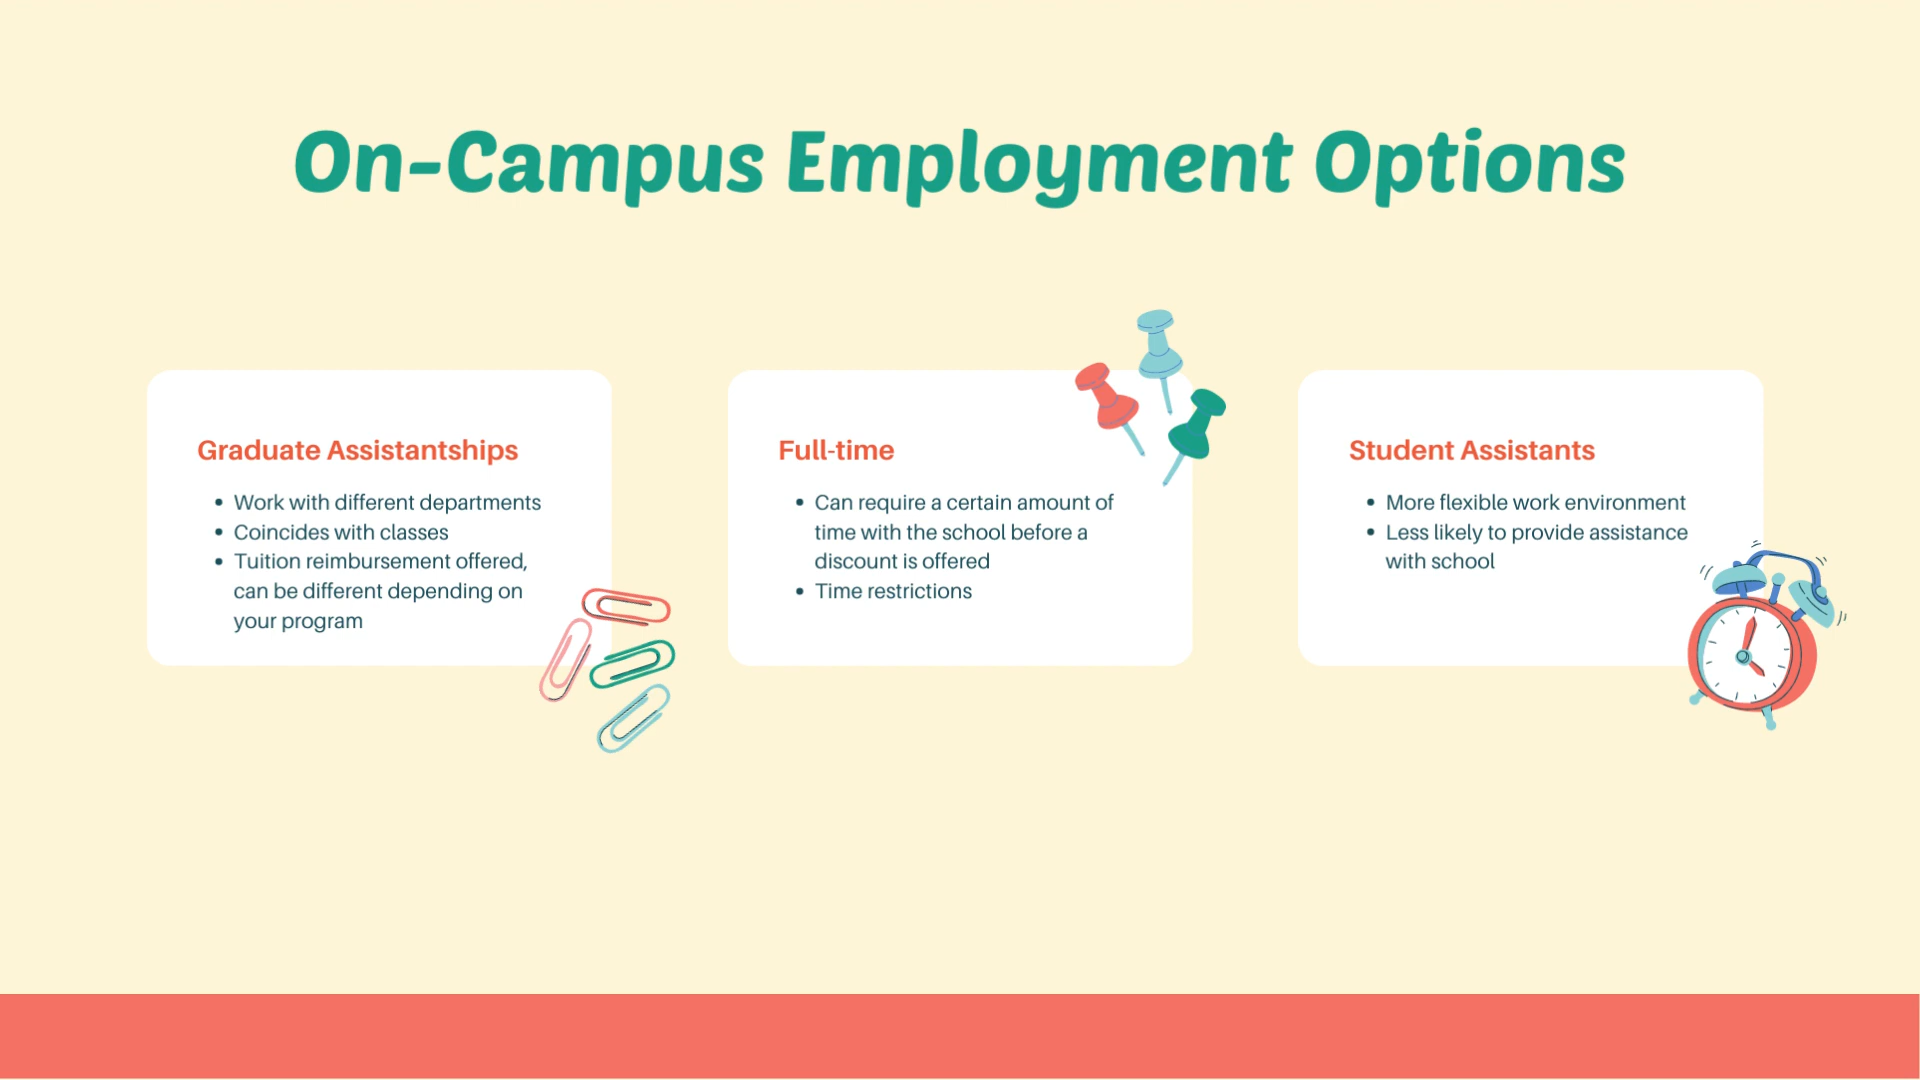 On-Campus Employment Options
Graduate Assistantships
• Work with different departments
• Coincides with classes
• Tuition reimbursement offered,
can be different depending on
your program
Full-time
• Can require a certain amount of
time with the school before a
discount is offered
• Time restrictions
Student Assistants
• More flexible work environment
• Less likely to provide assistance
with school